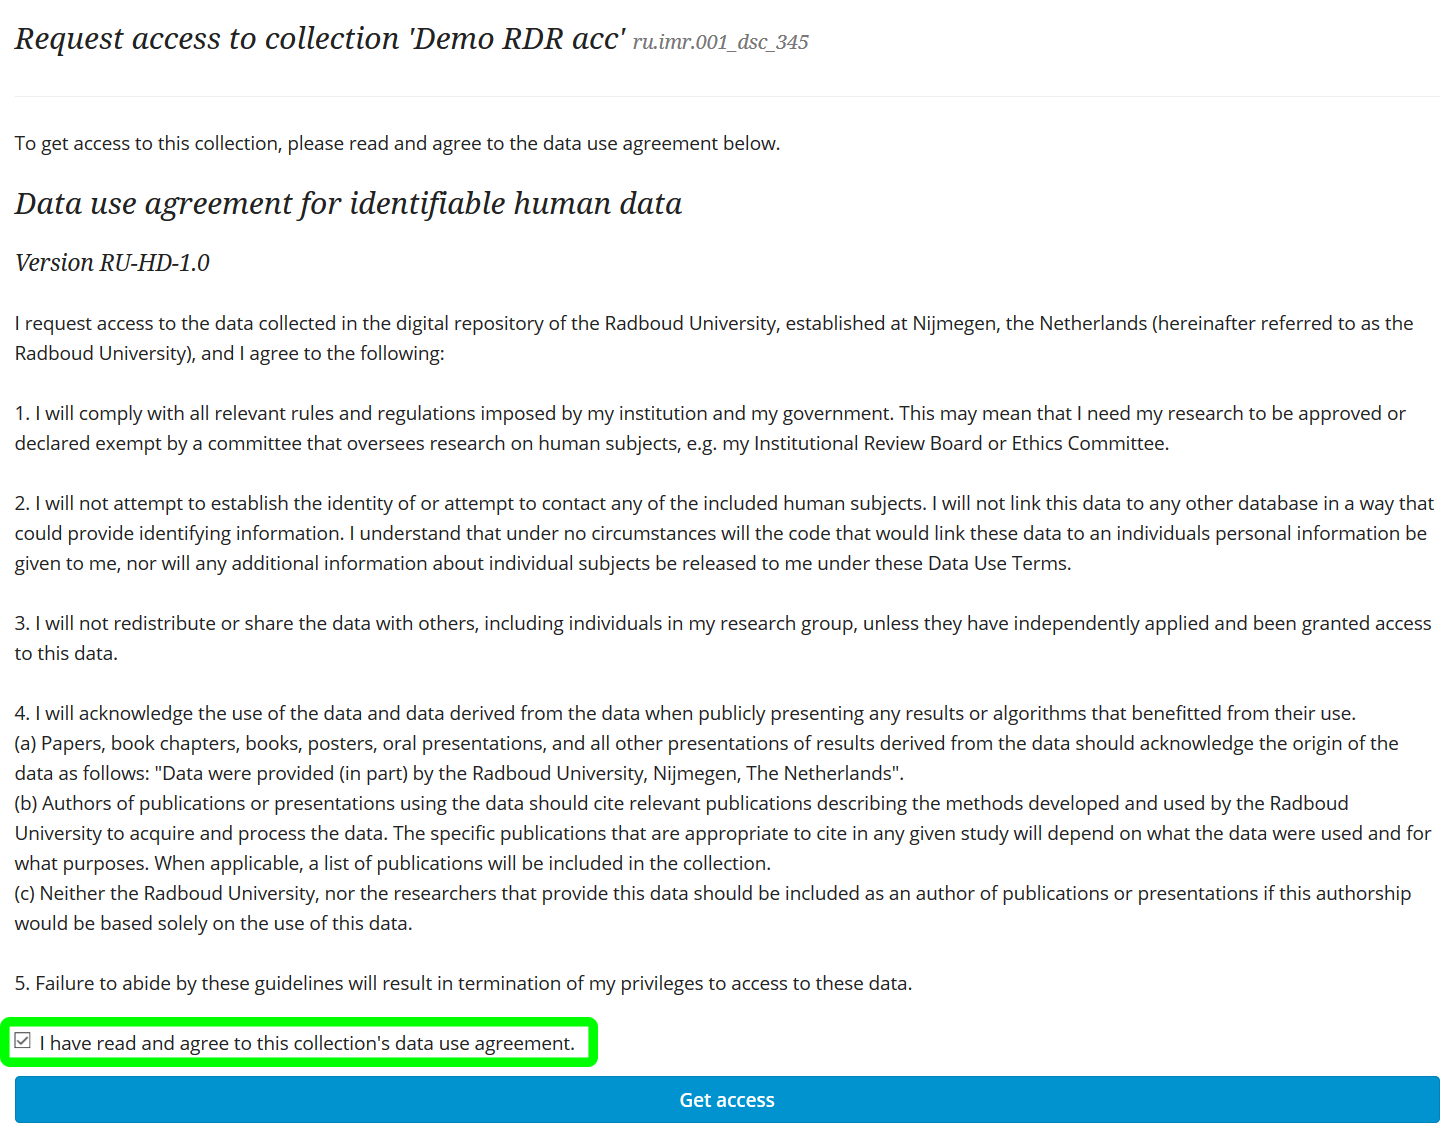 Request access to collection 'Demo RDR acc' ru.imr.001_dsc_345
To get access to this collection, please read and agree to the data use agreement below.
Data use agreement for identifiable human data
Version RU-HD-1.0
I request access to the data collected in the digital repository of the Radboud University, established at Nijmegen, the Netherlands (hereinafter referred to as the
Radboud University), and I agree to the following:
1. I will comply with all relevant rules and regulations imposed by my institution and my government. This may mean that I need my research to be approved or
declared exempt by a committee that oversees research on human subjects, e.g. my Institutional Review Board or Ethics Committee.
2. I will not attempt to establish the identity of or attempt to contact any of the included human subjects. I will not link this data to any other database in a way that
could provide identifying information. I understand that under no circumstances will the code that would link these data to an individuals personal information be
given to me, nor will any additional information about individual subjects be released to me under these Data Use Terms.
3. I will not redistribute or share the data with others, including individuals in my research group, unless they have independently applied and been granted access
to this data.
4. I will acknowledge the use of the data and data derived from the data when publicly presenting any results or algorithms that benefitted from their use.
(a) Papers, book chapters, books, posters, oral presentations, and all other presentations of results derived from the data should acknowledge the origin of the
data as follows: "Data were provided (in part) by the Radboud University, Nijmegen, The Netherlands".
(b) Authors of publications or presentations using the data should cite relevant publications describing the methods developed and used by the Radboud
University to acquire and process the data. The specific publications that are appropriate to cite in any given study will depend on what the data were used and for
what purposes. When applicable, a list of publications will be included in the collection.
(c) Neither the Radboud University, nor the researchers that provide this data should be included as an author of publications or presentations if this authorship
would be based solely on the use of this data.
5. Failure to abide by these guidelines will result in termination of my privileges to access to these data.
I have read and agree to this collection's data use agreement.
Get access